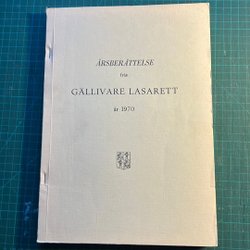 ÅRSBERÄTTELSE
från
GÄLLIVARE LASARETT
år 1970